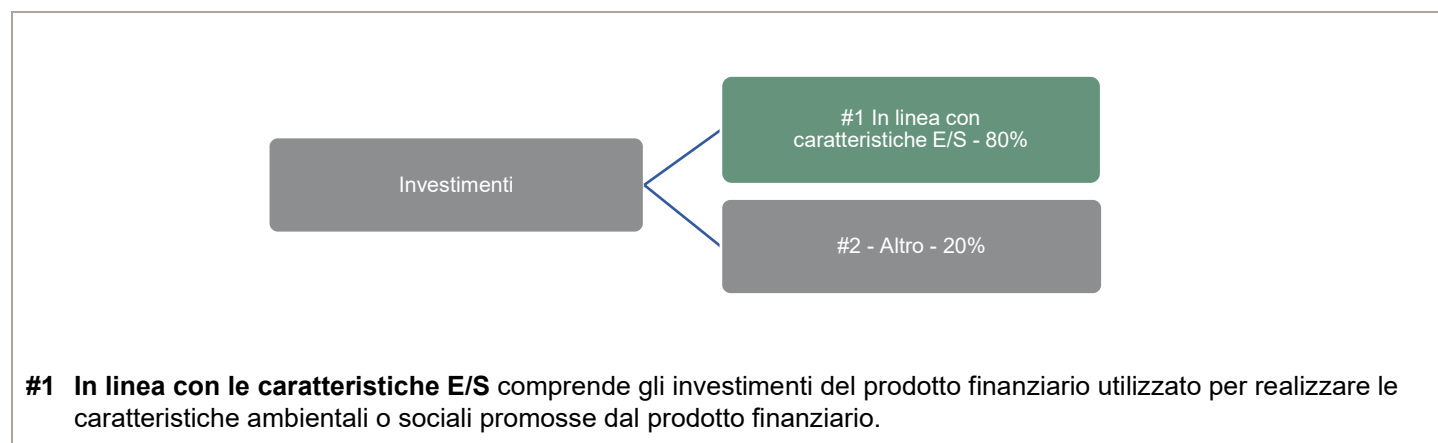 #1 In linea con
caratteristiche E/S - 80%
Investimenti
#2 - Altro - 20%
#1 In linea con le caratteristiche E/S comprende gli investimenti del prodotto finanziario utilizzato per realizzare le
caratteristiche ambientali o sociali promosse dal prodotto finanziario.